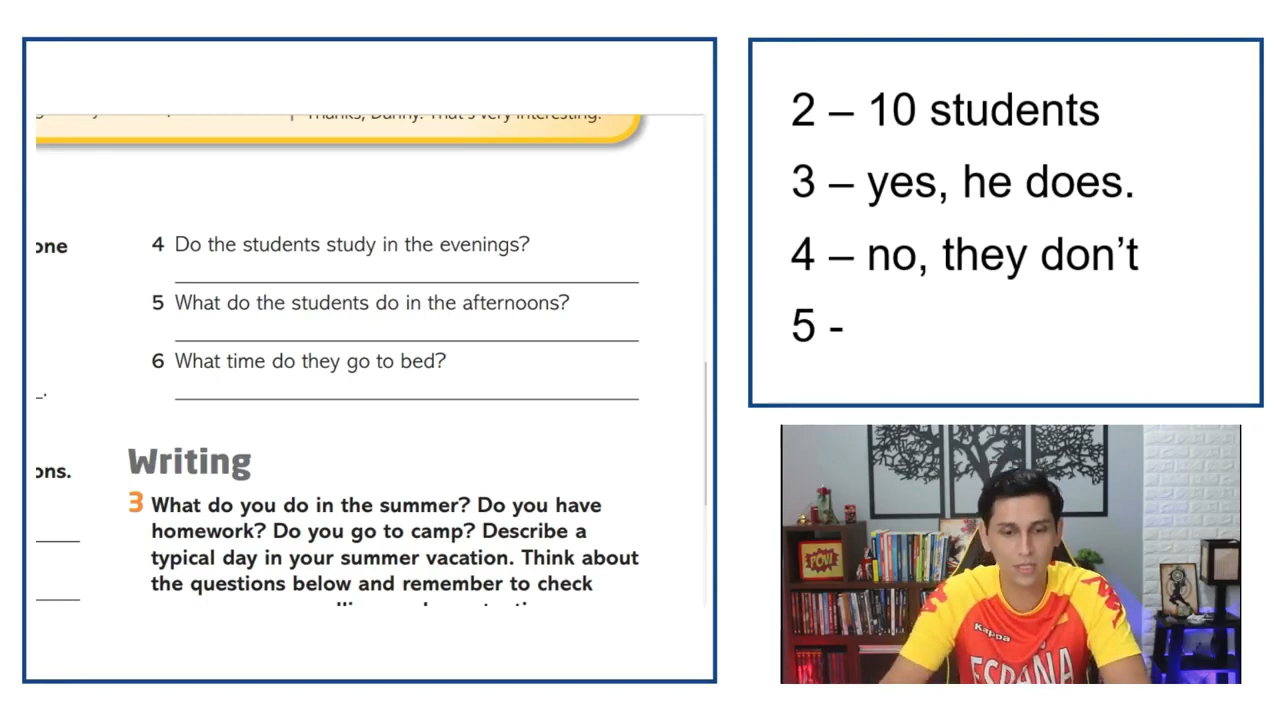 Thanks, Danny! That's very interesting.
one
4 Do the students study in the evenings?
5 What do the students do in the afternoons?
6 What time do they go to bed?
ons.
Writing
3 What do you do in the summer? Do you have
homework? Do you go to camp? Describe a
typical day in your summer vacation. Think about
the questions below and remember to check
2 – 10 students
3 – yes, he does.
4 – no, they don't
5 -
POW!
Kappa
ESPAÑA